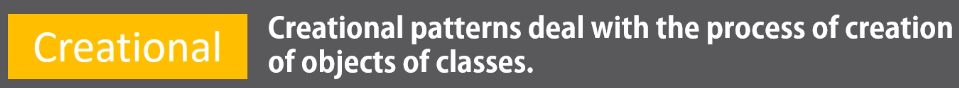 Creational
Creational patterns deal with the process of creation
of objects of classes.